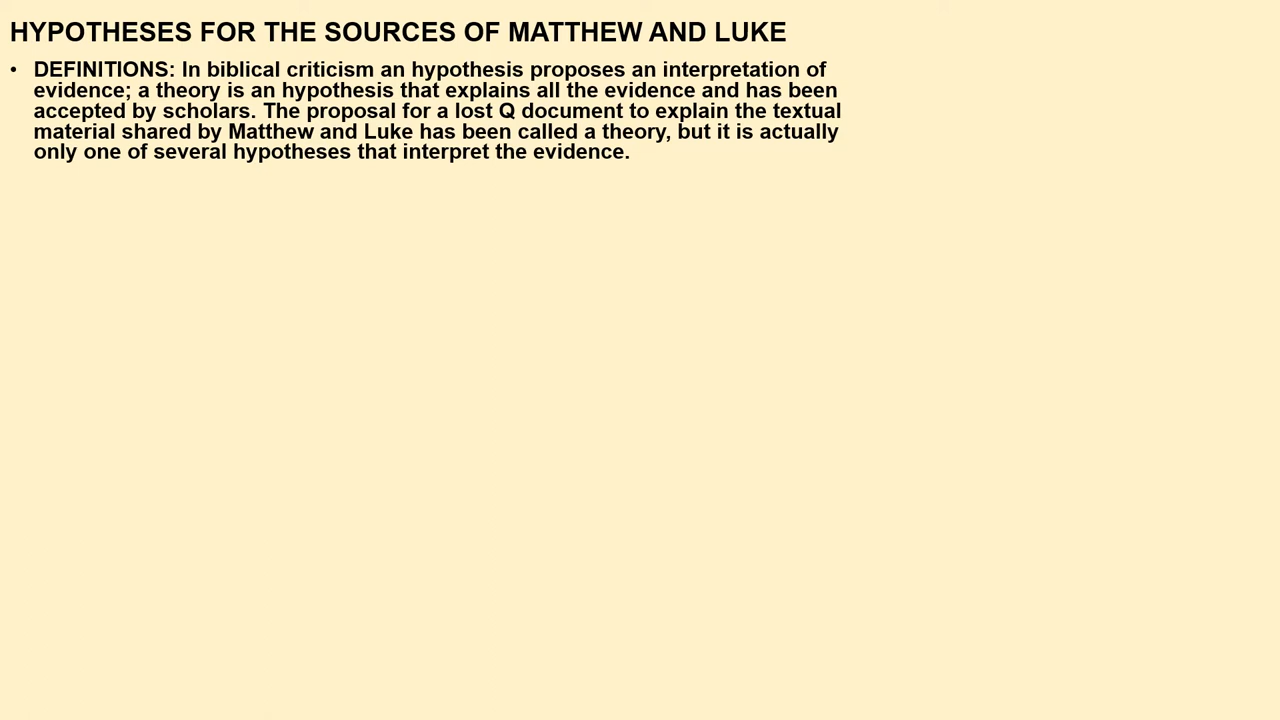 HYPOTHESES FOR THE SOURCES OF MATTHEW AND LUKE
• DEFINITIONS: In biblical criticism an hypothesis proposes an interpretation of
evidence; a theory is an hypothesis that explains all the evidence and has been
accepted by scholars. The proposal for a lost Q document to explain the textual
material shared by Matthew and Luke has been called a theory, but it is actually
only one of several hypotheses that interpret the evidence.